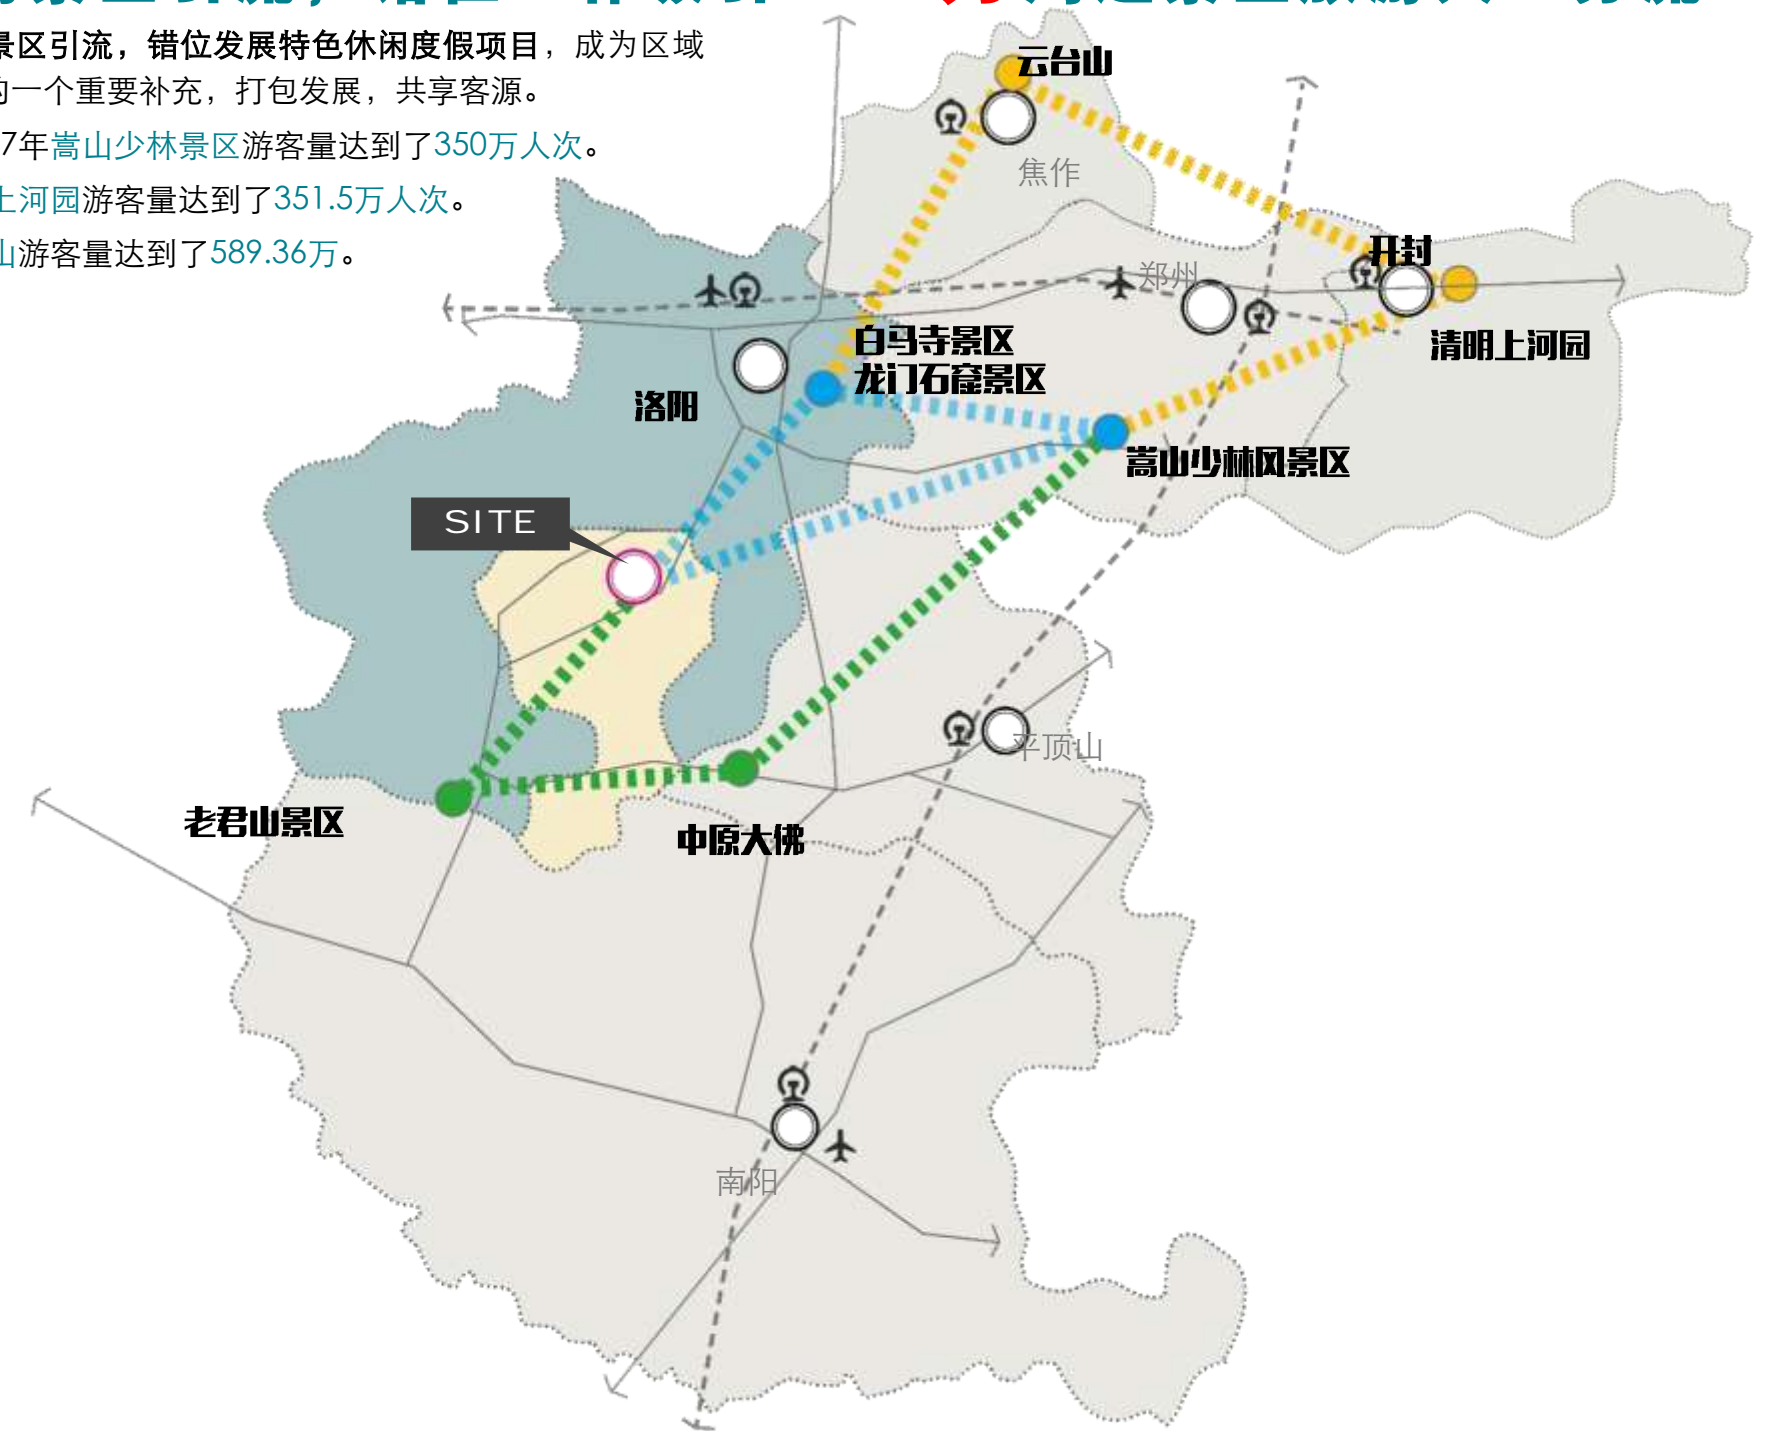 景区引流，错位发展特色休闲度假项目，成为区域
的一个重要补充，打包发展，共享客源。
7年嵩山少林景区游客量达到了350万人次。
上河园游客量达到了351.5万人次。
山游客量达到了589.36万。
云台山
焦作
郑州
开封
清明上河园
白马寺景区
龙门石窟景区
洛阳
嵩山少林风景区
SITE
平顶山
老君山景区
中原大佛
南阳